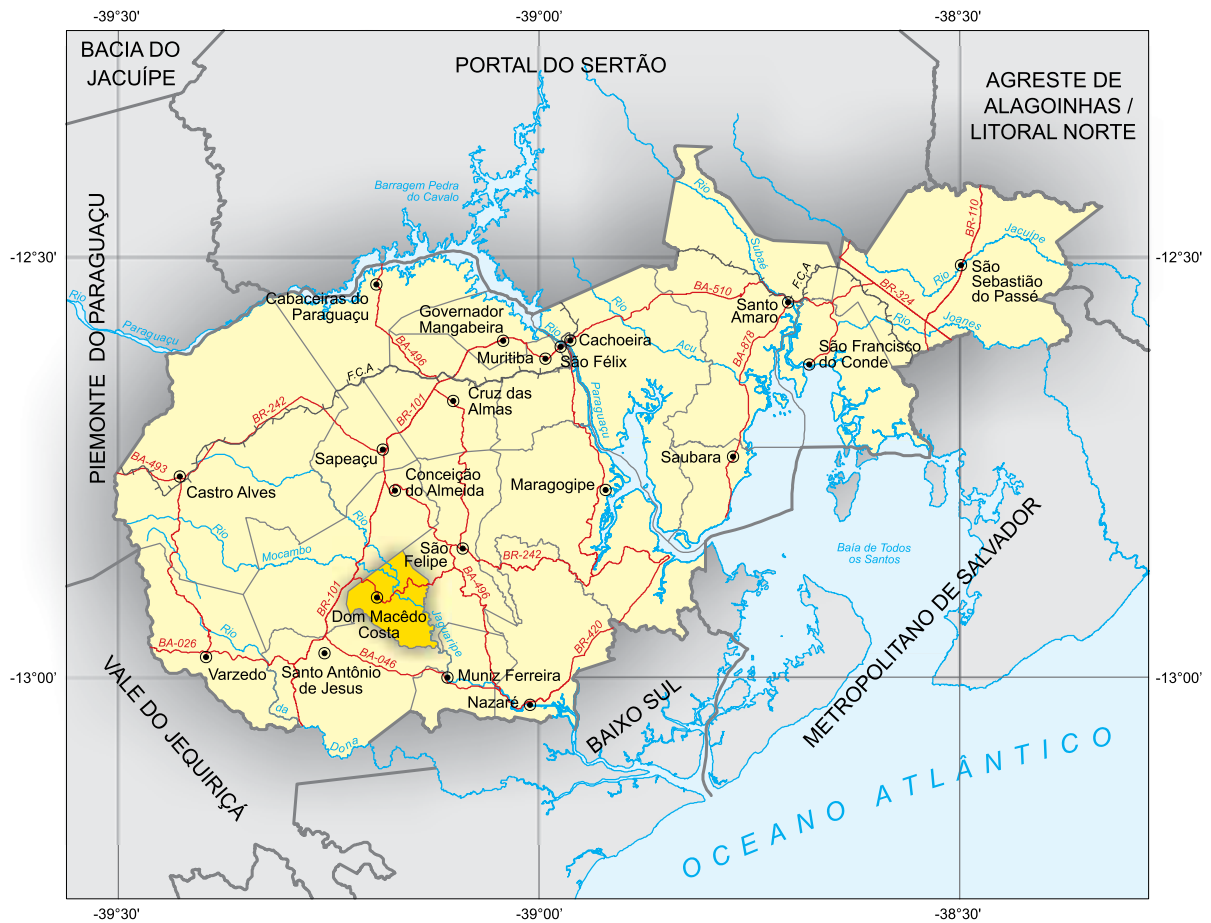 -39°30'
-39°00'
-38°30'
BACIA DO
JACUÍPE
PORTAL DO SERTÃO
AGRESTE DE
ALAGOINHAS /
LITORAL NORTE
Barragem Pedra
do Cavalo
Rio
Subaé
BR-110
Jacuípe
Rio
-12°30'
-12°30'
PIEMONTE DO PARAGUAÇU
Rio
Paraguaçu
Cabaceiras do
Paraguaçu
Governador
Mangabeira
Muritiba
Rio
Cachoeira
São Félix
Paraguaçu
Rio
Açu
BA-510
F.C.A
Santo
Amaro
BR-324
São
Sebastião
do Passé
Rio
Joanes
São Francisco
do Conde
BA-878
BA-496
F.C.A
BR-242
BR-101
Cruz das
Almas
Sapeaçu
BA-493
Castro Alves
Conceição
do Almeida
Maragogipe
Saubara
Rio
Mocambo
Rio
São
Felipe
BR-242
Baía de Todos
os Santos
BR-101
Dom Macêdo
Costa
BA-496
Jaguaripe
BR-420
BA-026
Rio
Varzedo
Santo Antônio
de Jesus
BA-046
Muniz Ferreira
Nazaré
da
Dona
-13°00'
-13°00'
VALE DO JEQUIRIÇÁ
BAIXO SUL
METROPOLITANO DE SALVADOR
OCEANO ATLÂNTICO
-39°30'
-39°00'
-38°30'